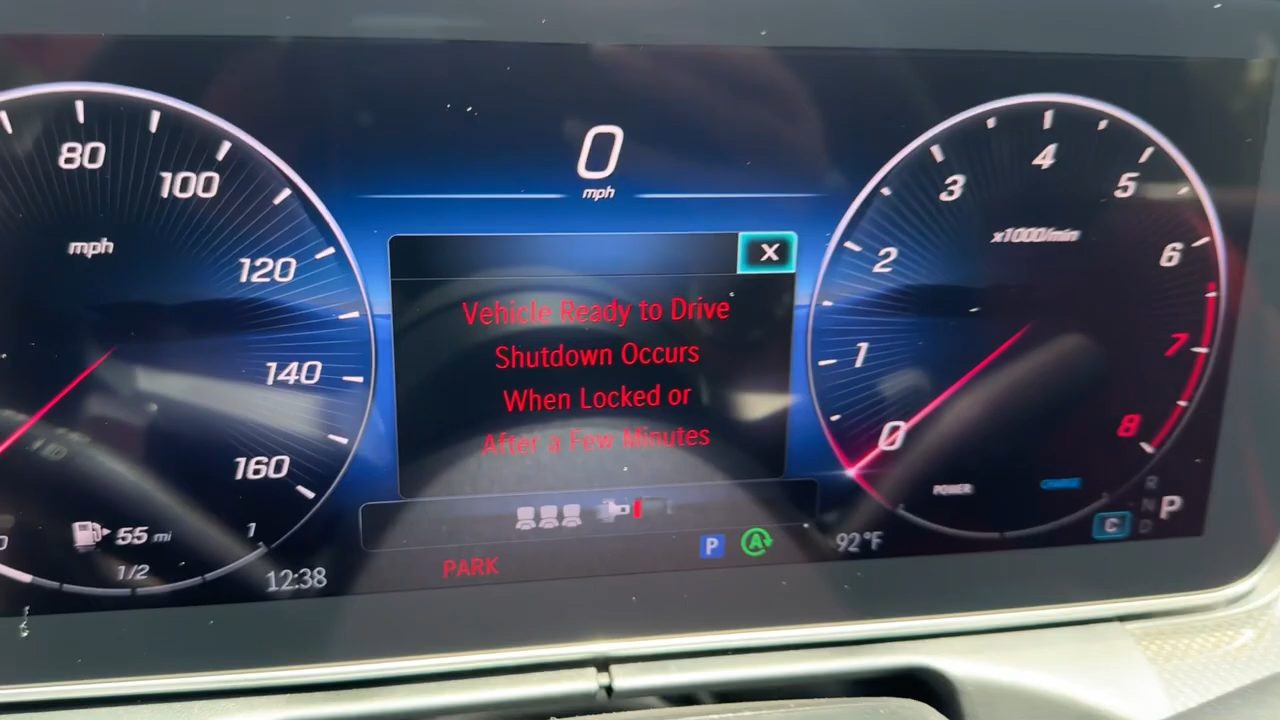 0
mph
80
100
mph
120
140
160
55 mi
1/2
1
0
12:38
X
Vehicle Ready to Drive
Shutdown Occurs
When Locked or
After a Few Minutes
PARK
P
A
92°F
0
1
2
3
4
5
6
7
8
x1000/min
POWER
CHARGE
R
N
D
P
C